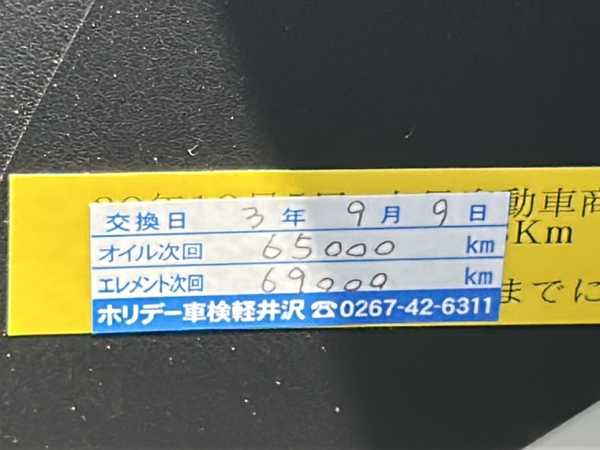 交換日 3年 9月 9日
オイル次回 65000 km
エレメント次回 69000 km
ホリデー車検軽井沢 ☎0267-42-6311
動車商
Km
までに